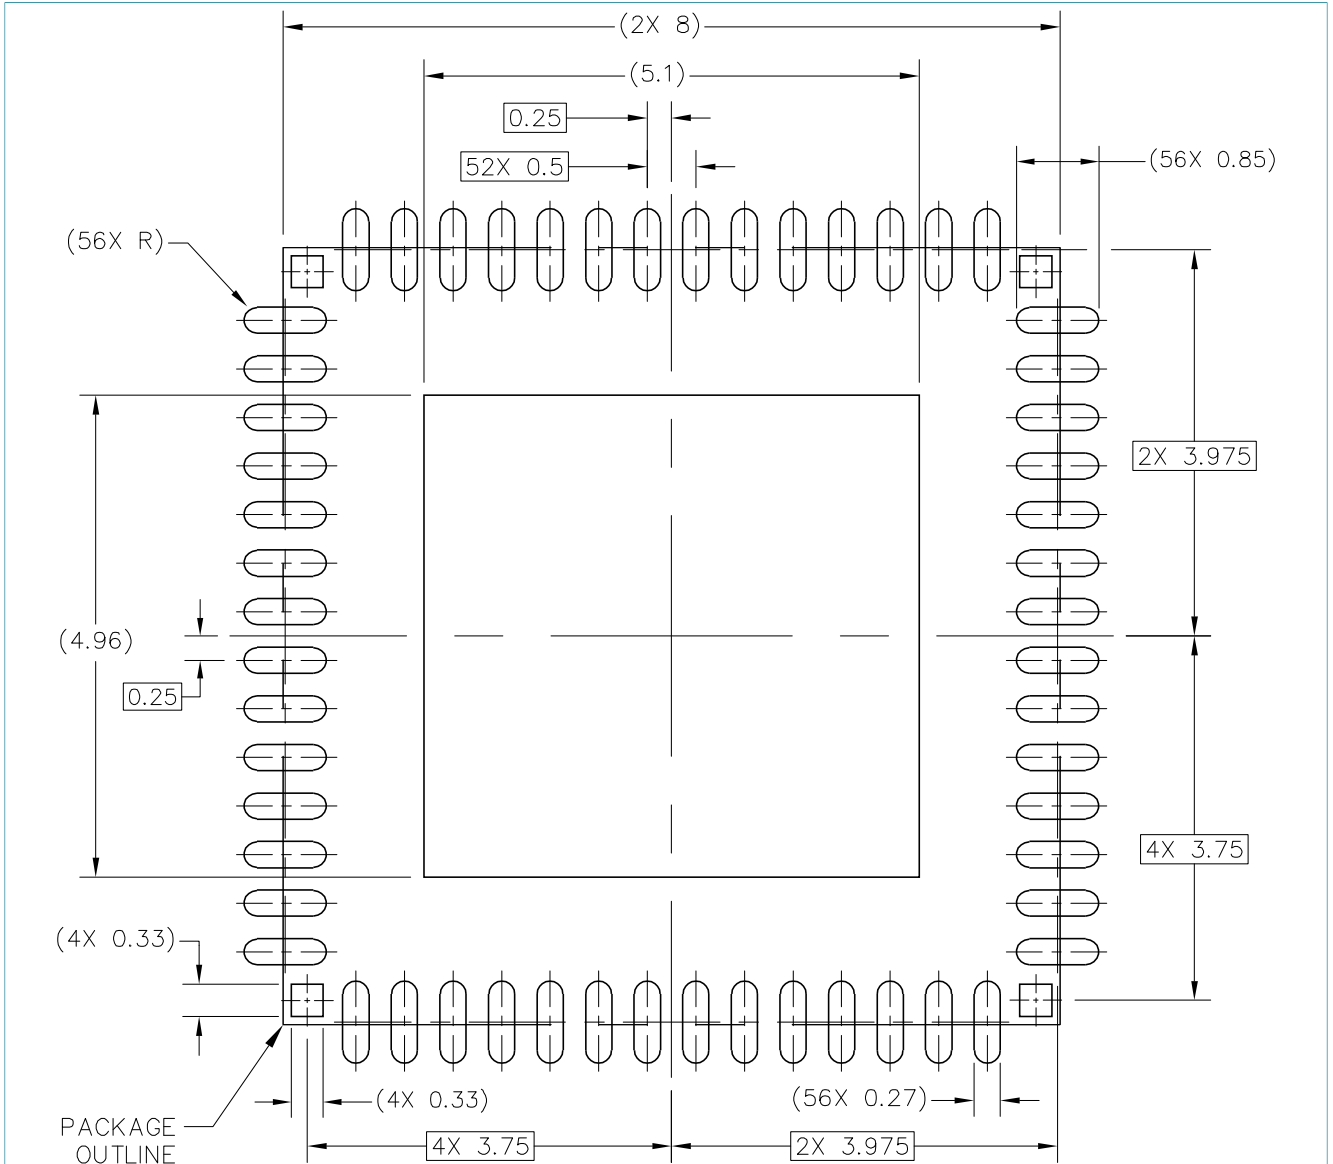 (2X 8)
(5.1)
0.25
52X 0.5
(56X 0.85)
(56X R)
2X 3.975
(4.96)
0.25
4X 3.75
(4X 0.33)
(4X 0.33)
(56X 0.27)
PACKAGE
OUTLINE
4X 3.75
2X 3.975